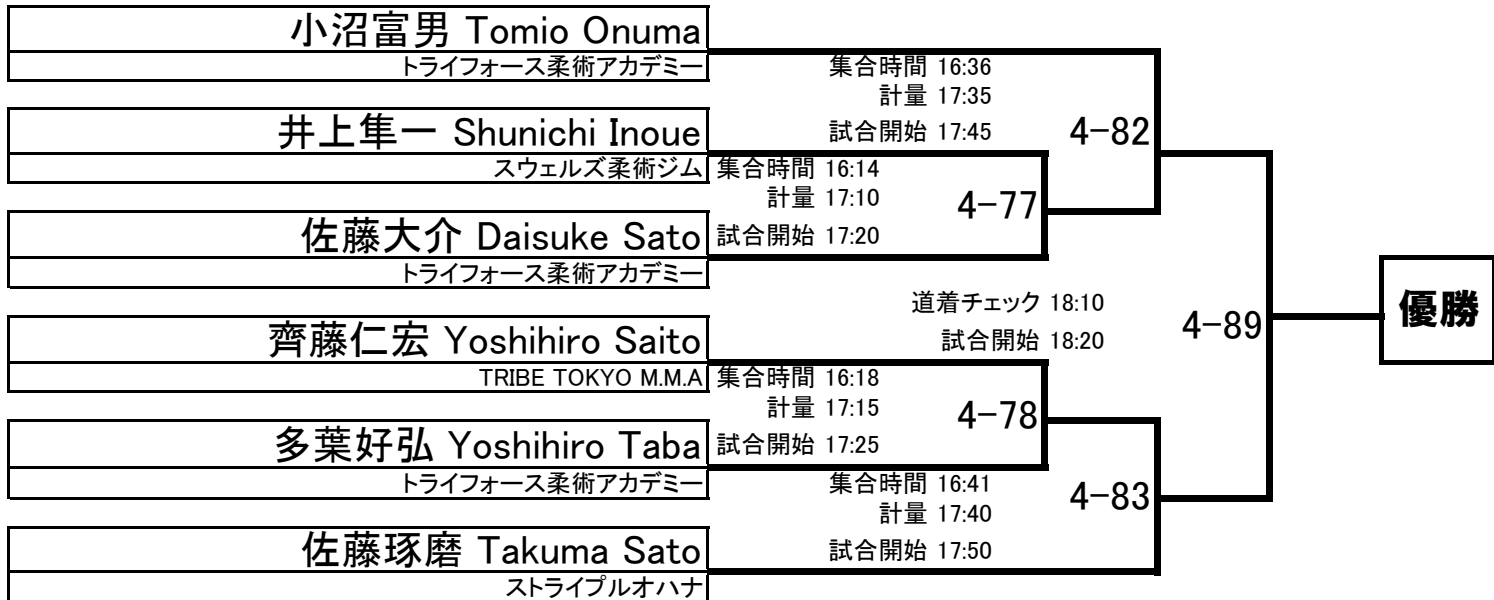 小沼富男 Tomio Onuma
トライフォース柔術アカデミー
集合時間 16:36
計量 17:35
試合開始 17:45
4-82
井上隼一 Shunichi Inoue
スウェルズ柔術ジム
集合時間 16:14
計量 17:10
試合開始 17:20
4-77
佐藤大介 Daisuke Sato
トライフォース柔術アカデミー
道着チェック 18:10
試合開始 18:20
4-89
優勝
齊藤仁宏 Yoshihiro Saito
TRIBE TOKYO M.M.A
集合時間 16:18
計量 17:15
試合開始 17:25
4-78
多葉好弘 Yoshihiro Taba
トライフォース柔術アカデミー
集合時間 16:41
計量 17:40
試合開始 17:50
4-83
佐藤琢磨 Takuma Sato
ストライプルオハナ